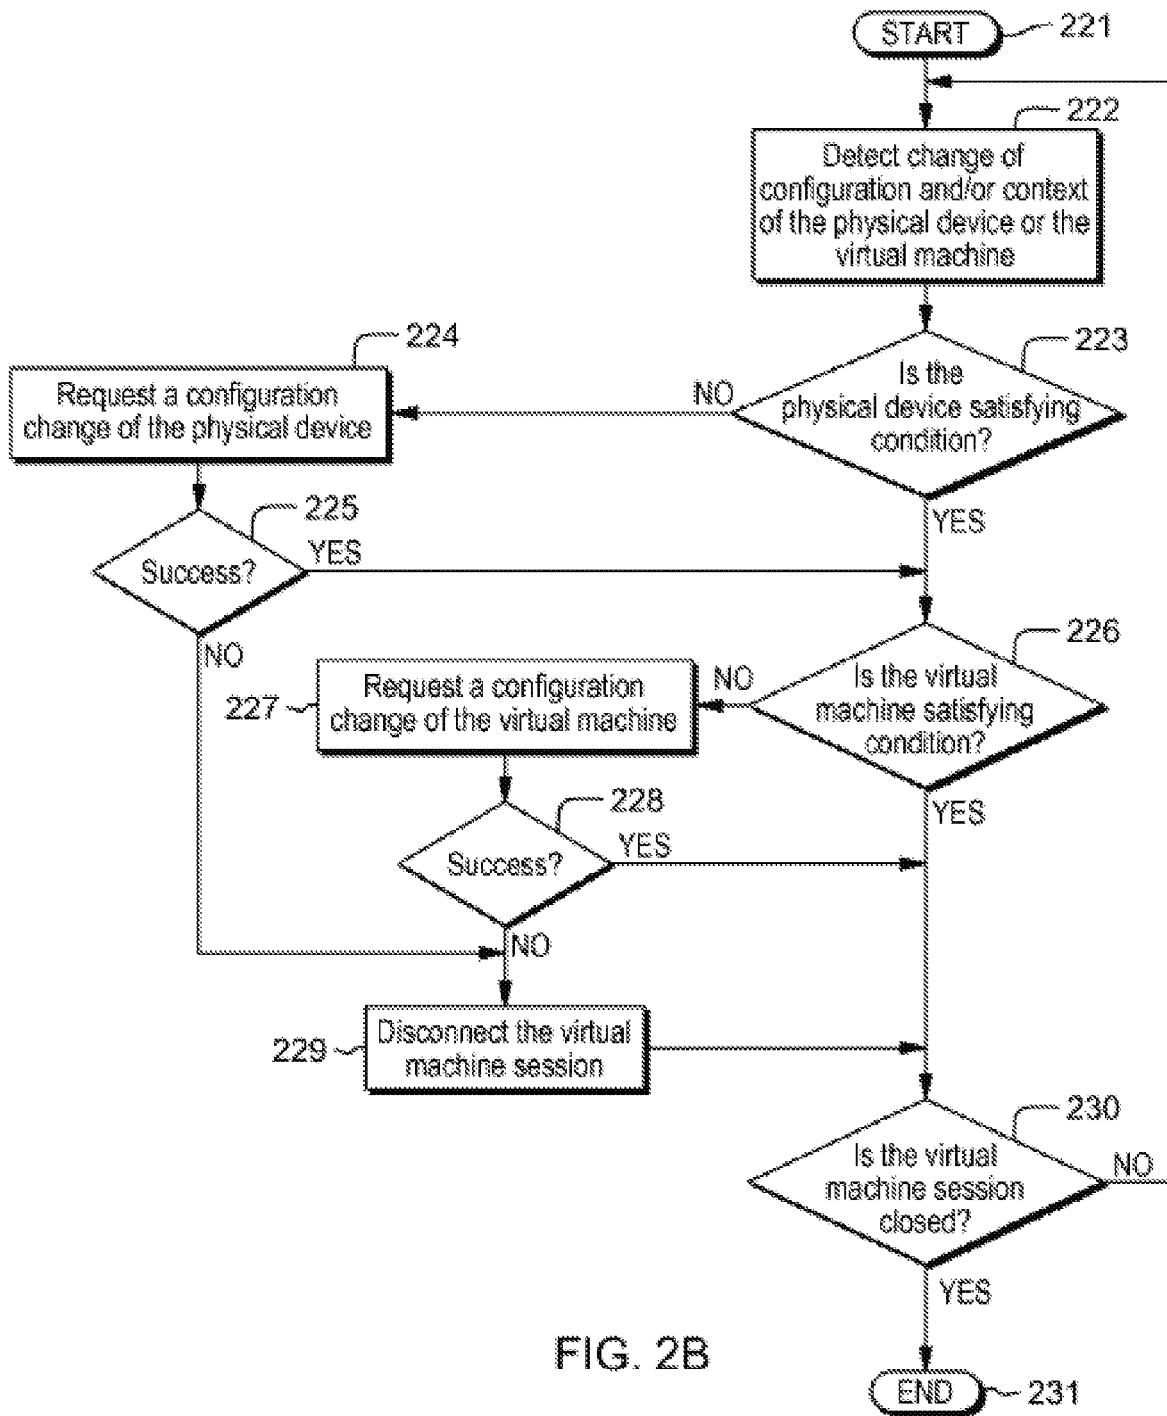 START
221
222
Detect change of
configuration and/or context
of the physical device or the
virtual machine
224
223
Request a configuration
change of the physical device
NO
Is the
physical device satisfying
condition?
YES
225
Success?
YES
NO
226
227
Request a configuration
change of the virtual machine
NO
Is the virtual
machine satisfying
condition?
YES
228
Success?
YES
NO
229
Disconnect the virtual
machine session
230
Is the virtual
machine session
closed?
NO
YES
FIG. 2B
END
231